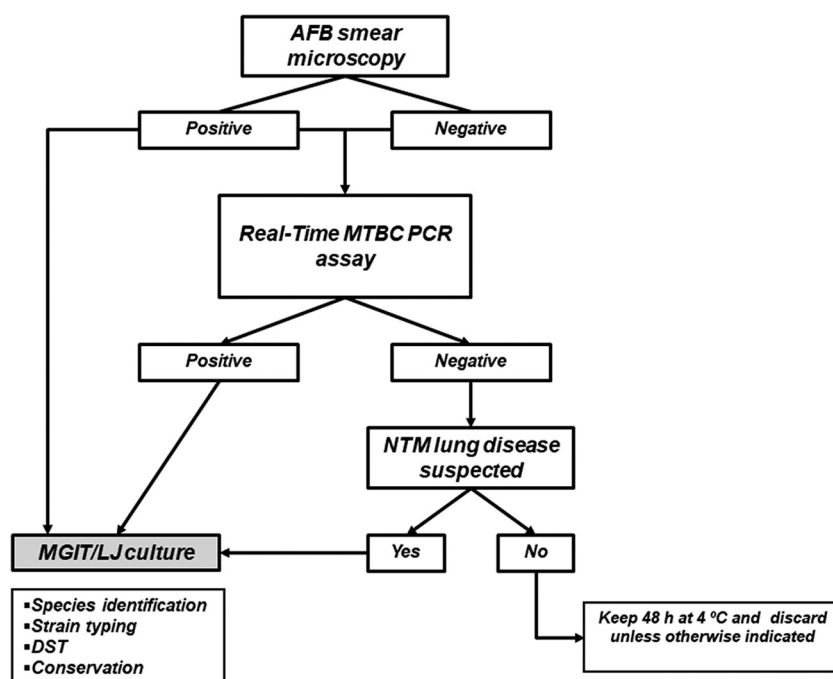 AFB smear
microscopy
Positive
Negative
Real-Time MTBC PCR
assay
Positive
Negative
NTM lung disease
suspected
MGIT/LJ culture
Yes
No
▪Species identification
▪Strain typing
▪DST
▪Conservation
Keep 48 h at 4 ºC and discard
unless otherwise indicated